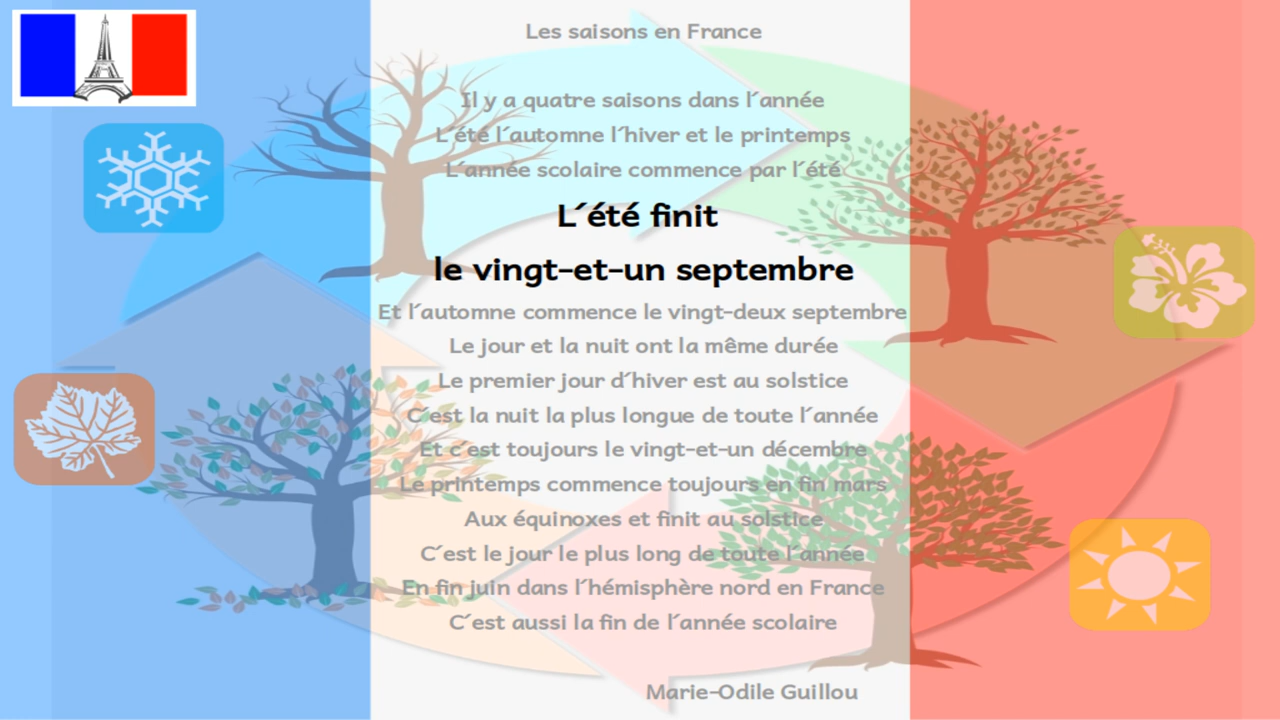 Les saisons en France
Il y a quatre saisons dans l´année
L´été l´automne l´hiver et le printemps
L´année scolaire commence par l´été
L´été finit
le vingt-et-un septembre
Et l´automne commence le vingt-deux septembre
Le jour et la nuit ont la même durée
Le premier jour d´hiver est au solstice
C´est la nuit la plus longue de toute l´année
Et c´est toujours le vingt-et-un décembre
Le printemps commence toujours en fin mars
Aux équinoxes et finit au solstice
C´est le jour le plus long de toute l´année
En fin juin dans l´hémisphère nord en France
C´est aussi la fin de l´année scolaire
Marie-Odile Guillou